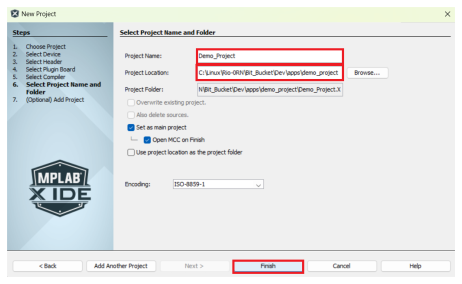 New Project
Steps
1. Choose Project
2. Select Device
3. Select Header
4. Select Plugin Board
5. Select Compiler
6. Select Project Name and
Folder
7. (Optional) Add Project
MPLAB
X IDE
Select Project Name and Folder
Project Name: Demo_Project
Project Location: C:\Linux\Rio-0RN\Bit_Bucket\Dev\apps\demo_project Browse...
Project Folder: N\Bit_Bucket\Dev\apps\demo_project\Demo_Project.X
Overwrite existing project.
Also delete sources.
Set as main project
Open MCC on Finish
Use project location as the project folder
Encoding: ISO-8859-1
< Back Add Another Project Next > Finish Cancel Help